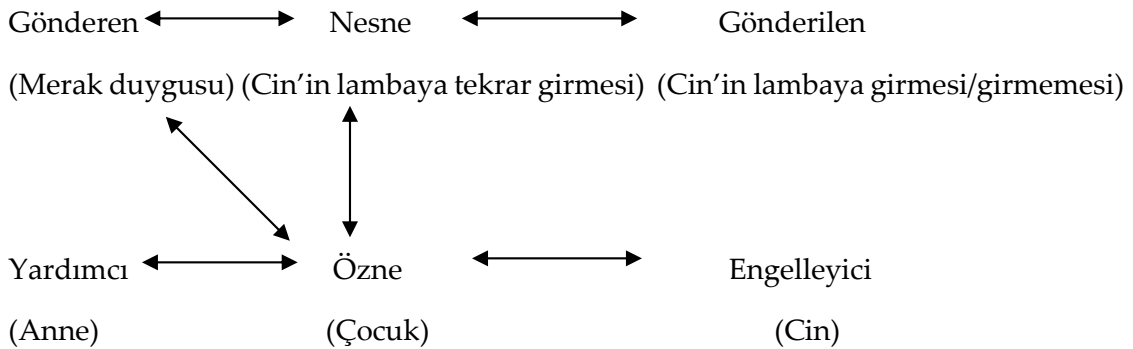 Gönderen Nesne Gönderilen
(Merak duygusu) (Cin’in lambaya tekrar girmesi) (Cin’in lambaya girmesi/girmemesi)
Yardımcı Özne Engelleyici
(Anne) (Çocuk) (Cin)